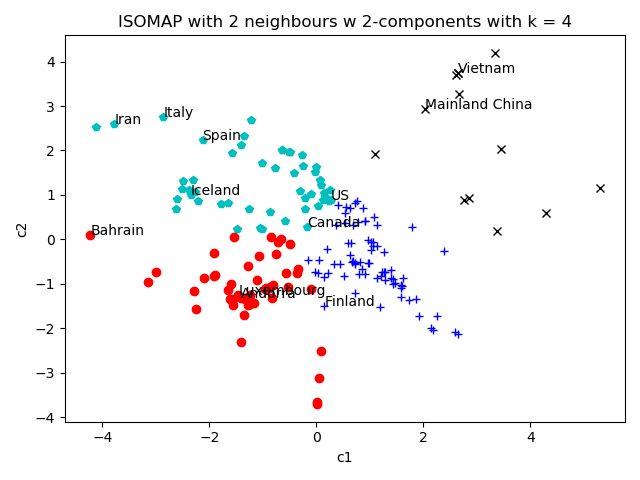 ISOMAP with 2 neighbours w 2-components with k = 4
4
Vietnam
3
Mainland China
Iran
Italy
Spain
2
1
Iceland
US
Canada
c2
0
Bahrain
−1
Luxembourg
Andorra
Finland
−2
−3
−4
−4 −2 0 2 4
c1